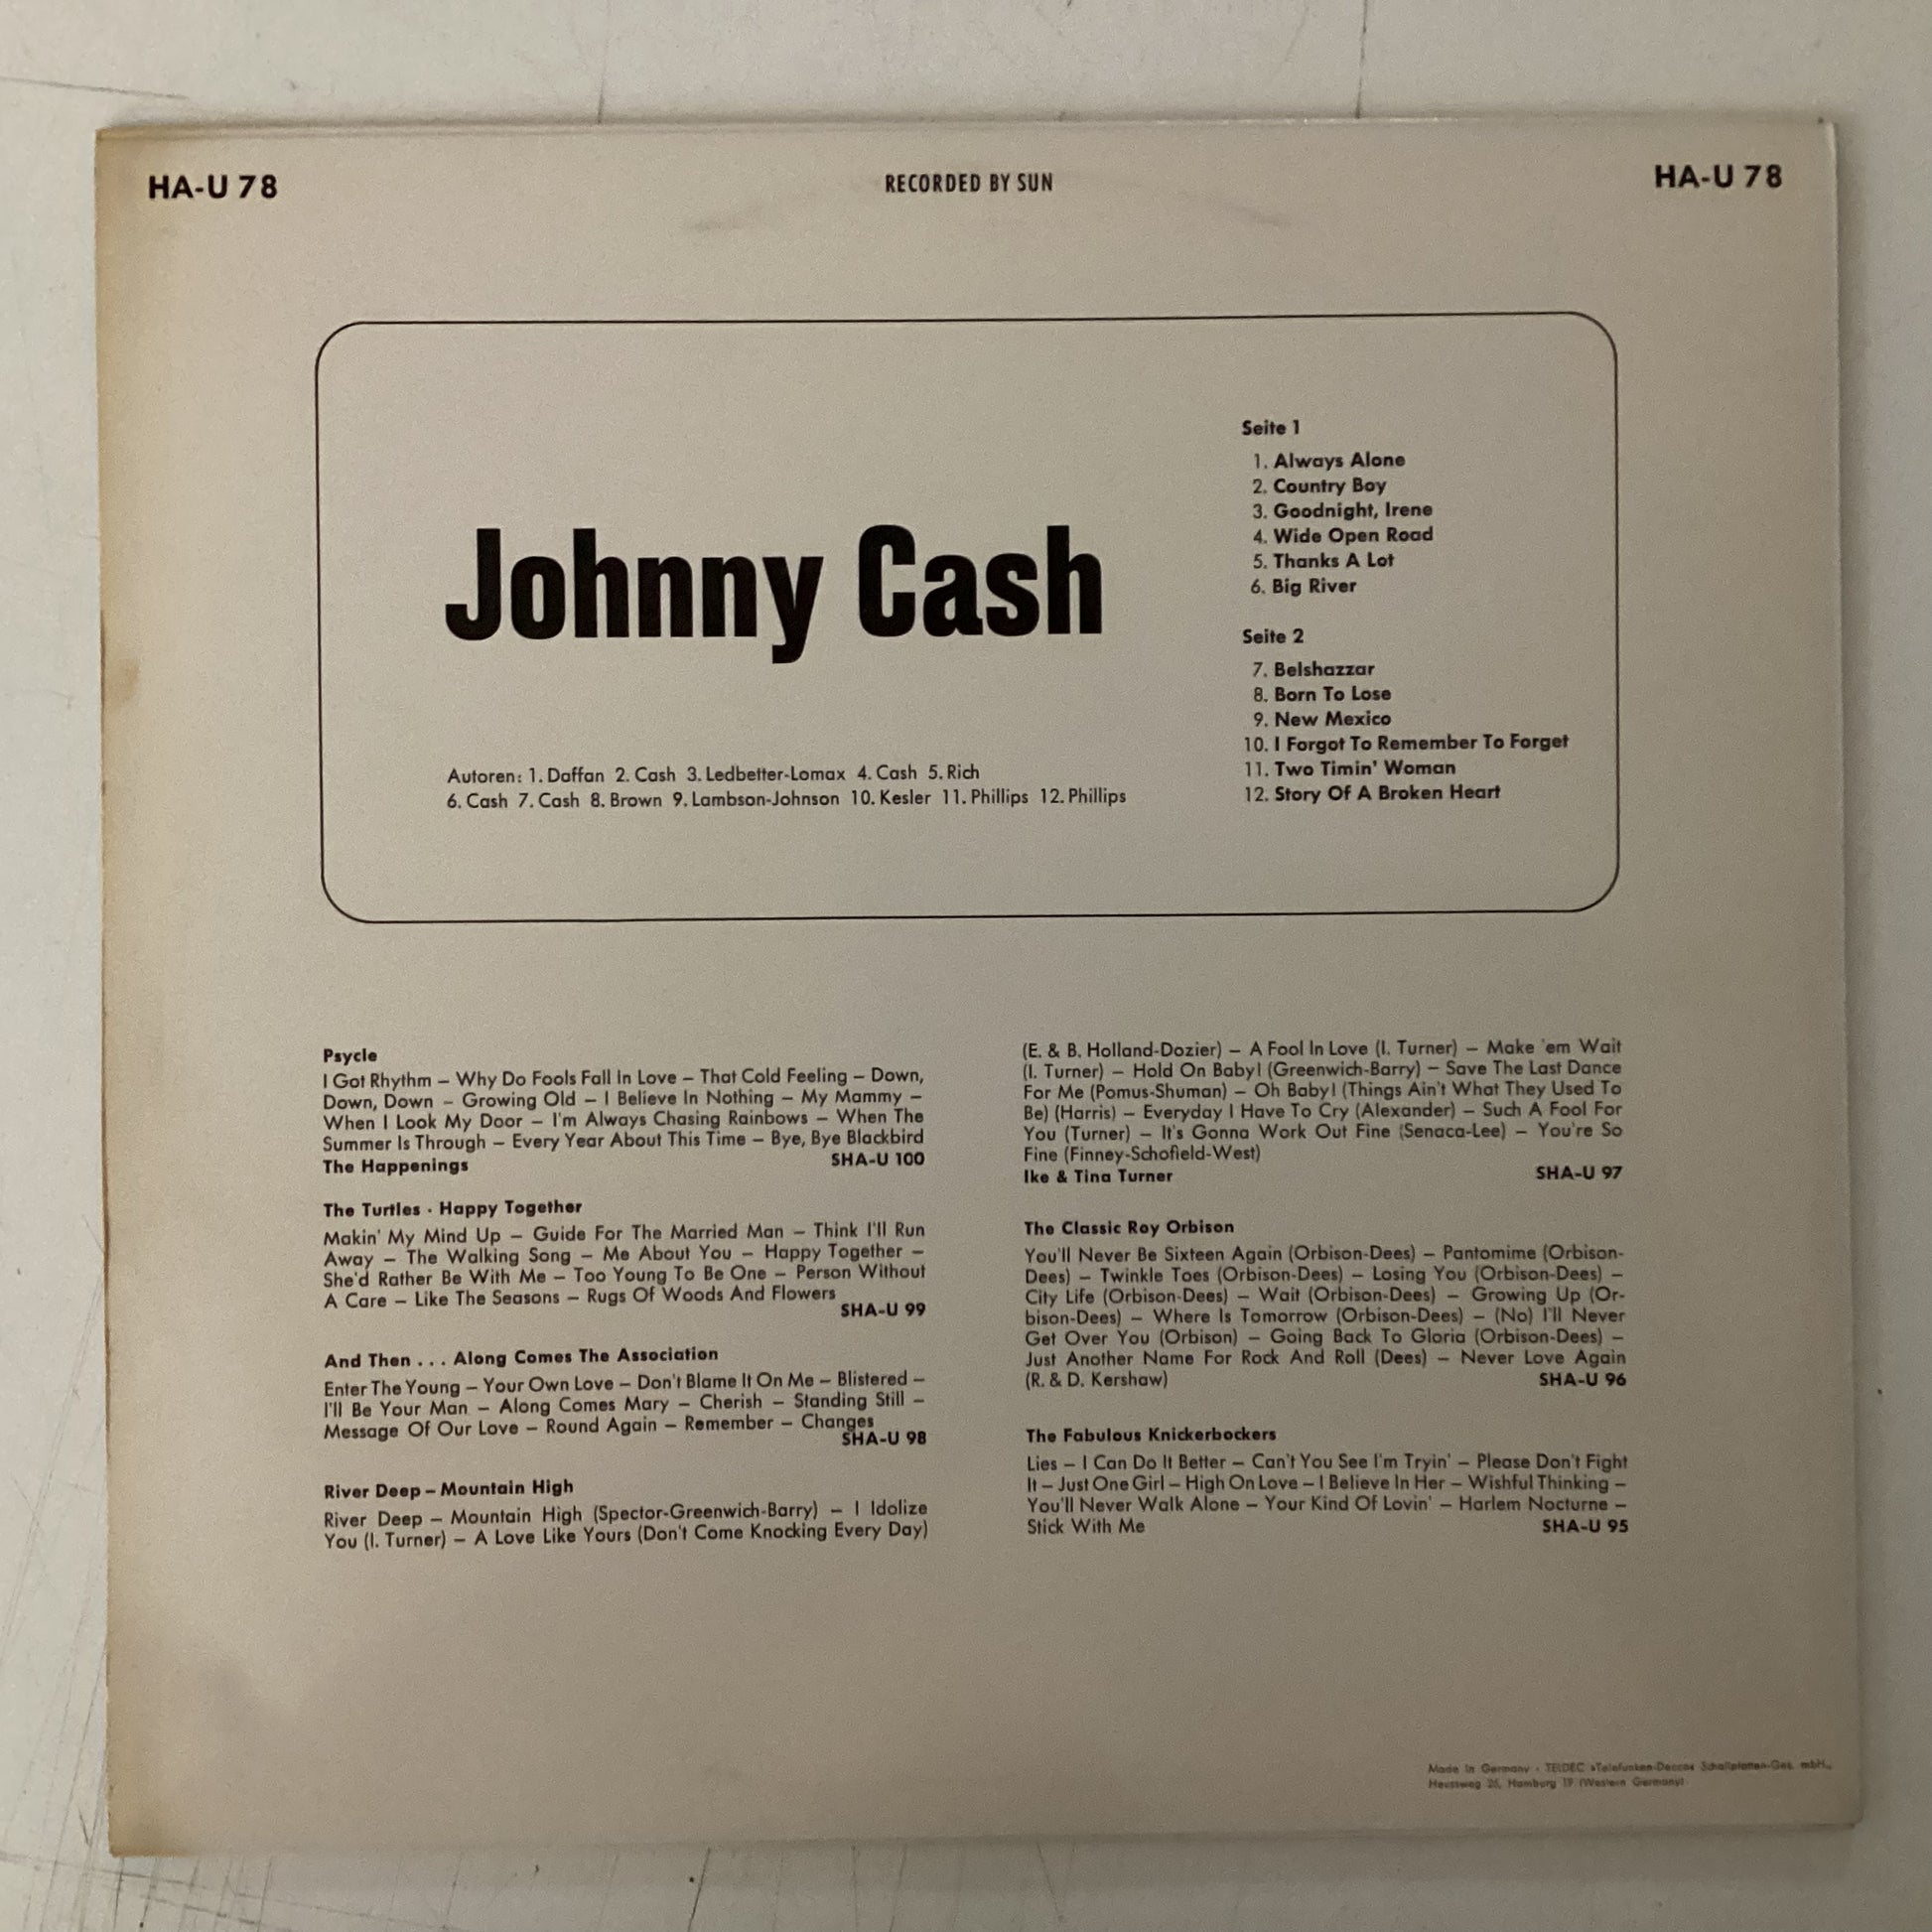 HA-U 78
RECORDED BY SUN
HA-U 78
Johnny Cash
Autoren: 1. Daffan 2. Cash 3. Ledbetter-Lomax 4. Cash 5. Rich
6. Cash 7. Cash 8. Brown 9. Lambson-Johnson 10. Kesler 11. Phillips 12. Phillips
Seite 1
1. Always Alone
2. Country Boy
3. Goodnight, Irene
4. Wide Open Road
5. Thanks A Lot
6. Big River
Seite 2
7. Belshazzar
8. Born To Lose
9. New Mexico
10. I Forgot To Remember To Forget
11. Two Timin' Woman
12. Story Of A Broken Heart
Psycle
I Got Rhythm – Why Do Fools Fall In Love – That Cold Feeling – Down,
Down, Down – Growing Old – I Believe In Nothing – My Mammy –
When I Look My Door – I'm Always Chasing Rainbows – When The
Summer Is Through – Every Year About This Time – Bye, Bye Blackbird
The Happenings SHA-U 100
The Turtles · Happy Together
Makin' My Mind Up – Guide For The Married Man – Think I'll Run
Away – The Walking Song – Me About You – Happy Together –
She'd Rather Be With Me – Too Young To Be One – Person Without
A Care – Like The Seasons – Rugs Of Woods And Flowers
SHA-U 99
And Then . . . Along Comes The Association
Enter The Young – Your Own Love – Don't Blame It On Me – Blistered –
I'll Be Your Man – Along Comes Mary – Cherish – Standing Still –
Message Of Our Love – Round Again – Remember – Changes
SHA-U 98
River Deep – Mountain High
River Deep – Mountain High (Spector-Greenwich-Barry) – I Idolize
You (I. Turner) – A Love Like Yours (Don't Come Knocking Every Day)
(E. & B. Holland-Dozier) – A Fool In Love (I. Turner) – Make 'em Wait
(I. Turner) – Hold On Baby! (Greenwich-Barry) – Save The Last Dance
For Me (Pomus-Shuman) – Oh Baby! (Things Ain't What They Used To
Be) (Harris) – Everyday I Have To Cry (Alexander) – Such A Fool For
You (Turner) – It's Gonna Work Out Fine (Senaca-Lee) – You're So
Fine (Finney-Schofield-West)
Ike & Tina Turner SHA-U 97
The Classic Roy Orbison
You'll Never Be Sixteen Again (Orbison-Dees) – Pantomime (Orbison-
Dees) – Twinkle Toes (Orbison-Dees) – Losing You (Orbison-Dees) –
City Life (Orbison-Dees) – Wait (Orbison-Dees) – Growing Up (Or-
bison-Dees) – Where Is Tomorrow (Orbison-Dees) – (No) I'll Never
Get Over You (Orbison) – Going Back To Gloria (Orbison-Dees) –
Just Another Name For Rock And Roll (Dees) – Never Love Again
(R. & D. Kershaw) SHA-U 96
The Fabulous Knickerbockers
Lies – I Can Do It Better – Can't You See I'm Tryin' – Please Don't Fight
It – Just One Girl – High On Love – I Believe In Her – Wishful Thinking –
You'll Never Walk Alone – Your Kind Of Lovin' – Harlem Nocturne –
Stick With Me SHA-U 95
Made in Germany · TELDEC »Telefunken-Decca« Schallplatten-Ges. mbH.,
Heussweg 25, Hamburg 19 (Western Germany)